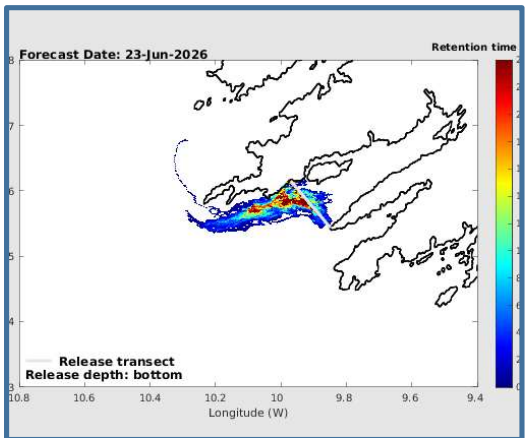 Forecast Date: 23-Jun-2026
Retention time
8
7
6
5
4
3
Release transect
Release depth: bottom
10.8 10.6 10.4 10.2 10 9.8 9.6 9.4
Longitude (W)